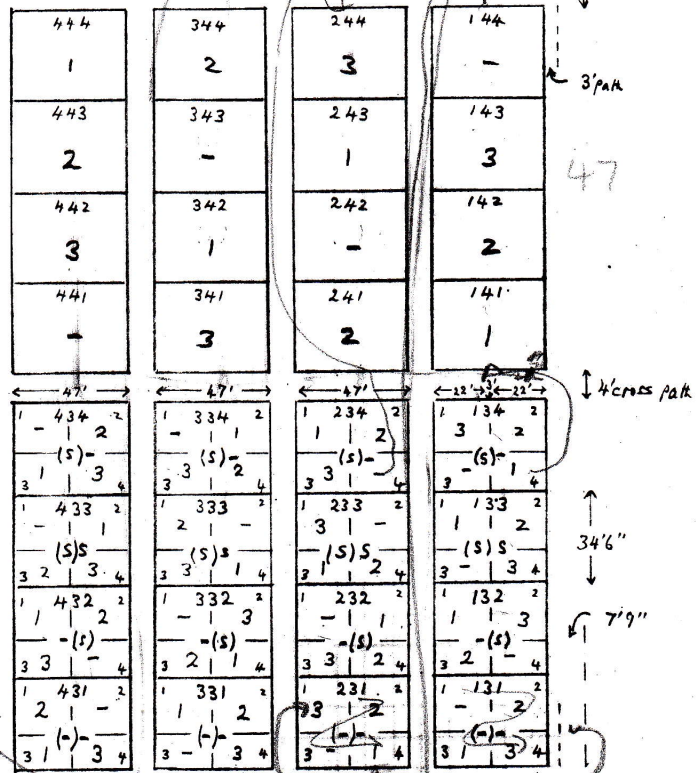 444 344 244 144
1 2 3 -
3' path
443 343 243 143
2 - 1 3
47
442 342 242 142
3 1 - 2
441 341 241 141
- 3 2 1
4' cross path
47' 47' 47' 22' 3' 22'
1 434 2 1 334 2 1 234 2 1 134 2
- 2 - 1 1 2 3 2
(S)- (S)- (S)- (S)-
3 1 3 4 3 3 2 4 3 3 - 4 3 - 1 4
1 433 2 1 333 2 1 233 2 1 133 2
- 1 2 - 3 - 1 2
(S)S (S)S (S)S (S)S
34'6"
3 2 3 4 3 3 1 4 3 1 2 4 3 - 3 4
1 432 2 1 332 2 1 232 2 1 132 2
1 2 - 3 - 1 1 3
7'9"
-(S) -(S) -(S) -(S)
3 3 - 4 3 2 1 4 3 3 2 4 3 2 - 4
1 431 2 1 331 2 1 231 2 1 131 2
2 - 1 2 3 2 - 2
(-)- (-)- (-)- (-)-
3 1 3 4 3 - 3 4 3 - 1 4 3 1 3 4